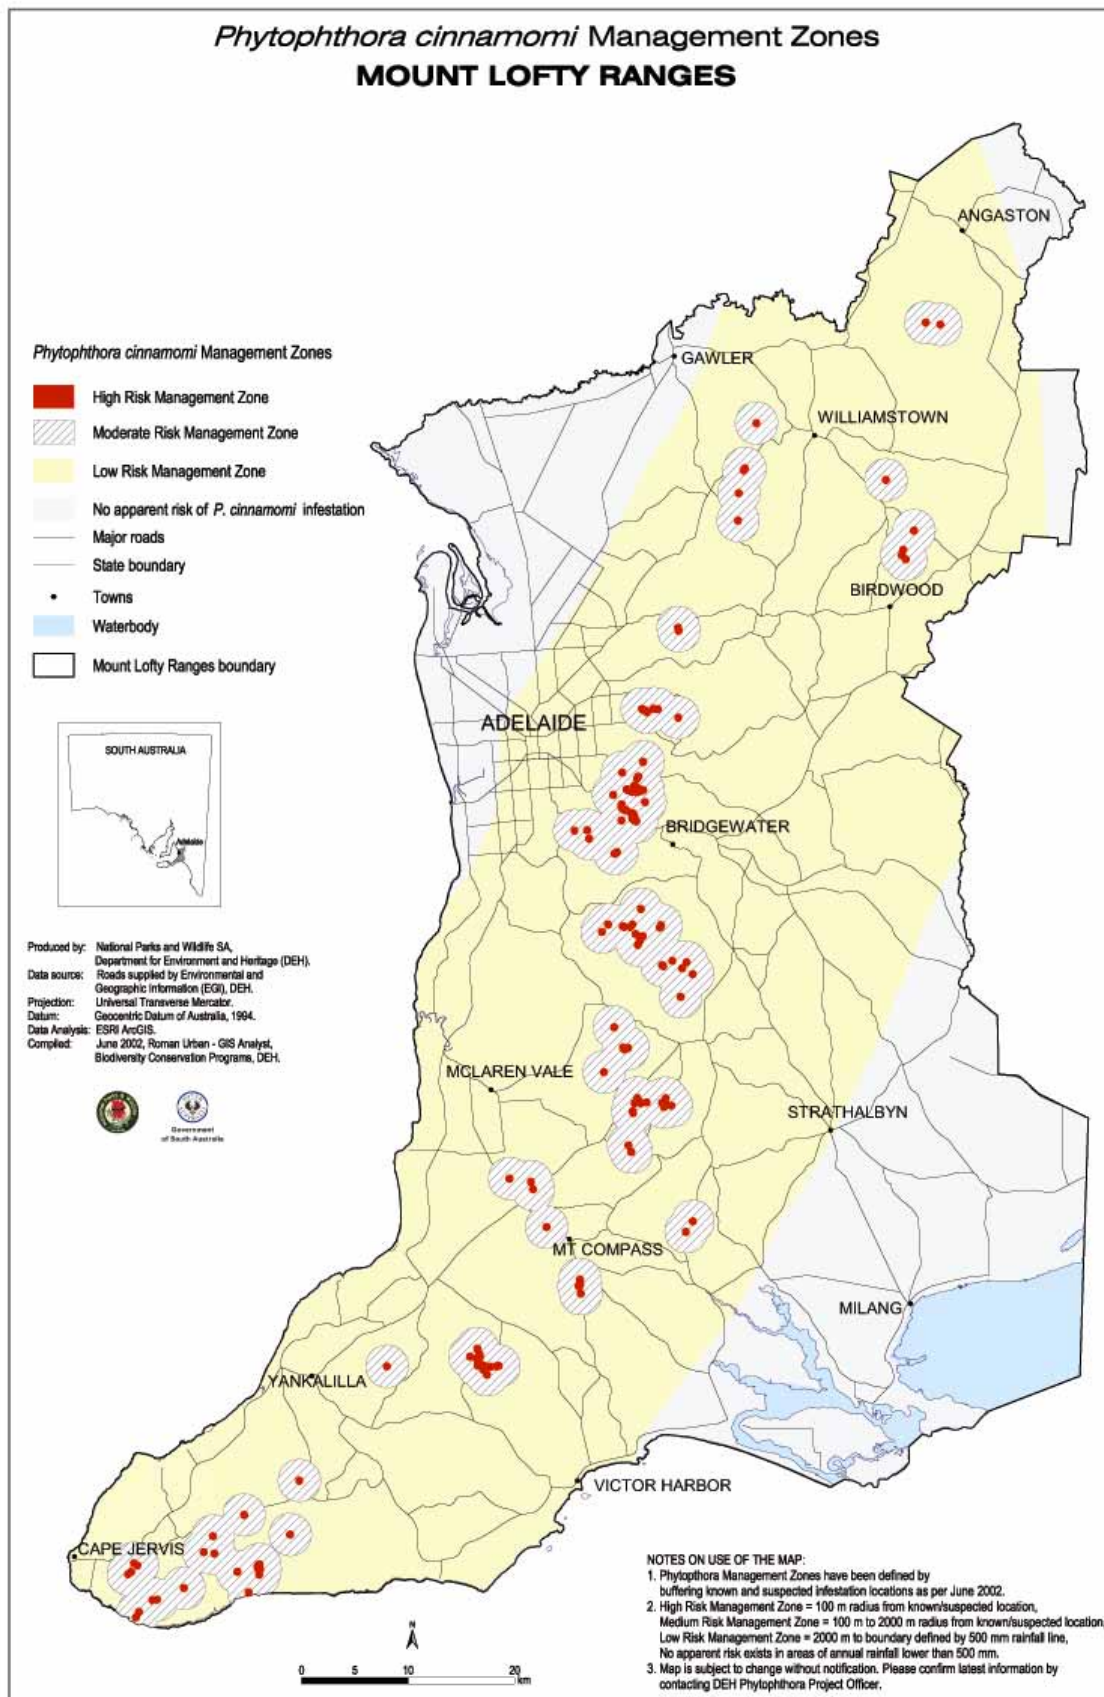 Phytophthora cinnamomi Management Zones
MOUNT LOFTY RANGES
ANGASTON
GAWLER
WILLIAMSTOWN
BIRDWOOD
ADELAIDE
BRIDGEWATER
MCLAREN VALE
STRATHALBYN
MT COMPASS
MILANG
YANKALILLA
VICTOR HARBOR
CAPE JERVIS
Phytophthora cinnamomi Management Zones
High Risk Management Zone
Moderate Risk Management Zone
Low Risk Management Zone
No apparent risk of P. cinnamomi infestation
Major roads
State boundary
Towns
Waterbody
Mount Lofty Ranges boundary
SOUTH AUSTRALIA
Adelaide
Produced by: National Parks and Wildlife SA,
Department for Environment and Heritage (DEH).
Data source: Roads supplied by Environmental and
Geographic Information (EGI), DEH.
Projection: Universal Transverse Mercator.
Datum: Geocentric Datum of Australia, 1994.
Data Analysis: ESRI ArcGIS.
Compiled: June 2002, Roman Urban - GIS Analyst,
Biodiversity Conservation Programs, DEH.
Government
of South Australia
N
0 5 10 20
km
NOTES ON USE OF THE MAP:
1. Phytopthora Management Zones have been defined by
buffering known and suspected infestation locations as per June 2002.
2. High Risk Management Zone = 100 m radius from known/suspected location,
Medium Risk Management Zone = 100 m to 2000 m radius from known/suspected location,
Low Risk Management Zone = 2000 m to boundary defined by 500 mm rainfall line,
No apparent risk exists in areas of annual rainfall lower than 500 mm.
3. Map is subject to change without notification. Please confirm latest information by
contacting DEH Phytophthora Project Officer.